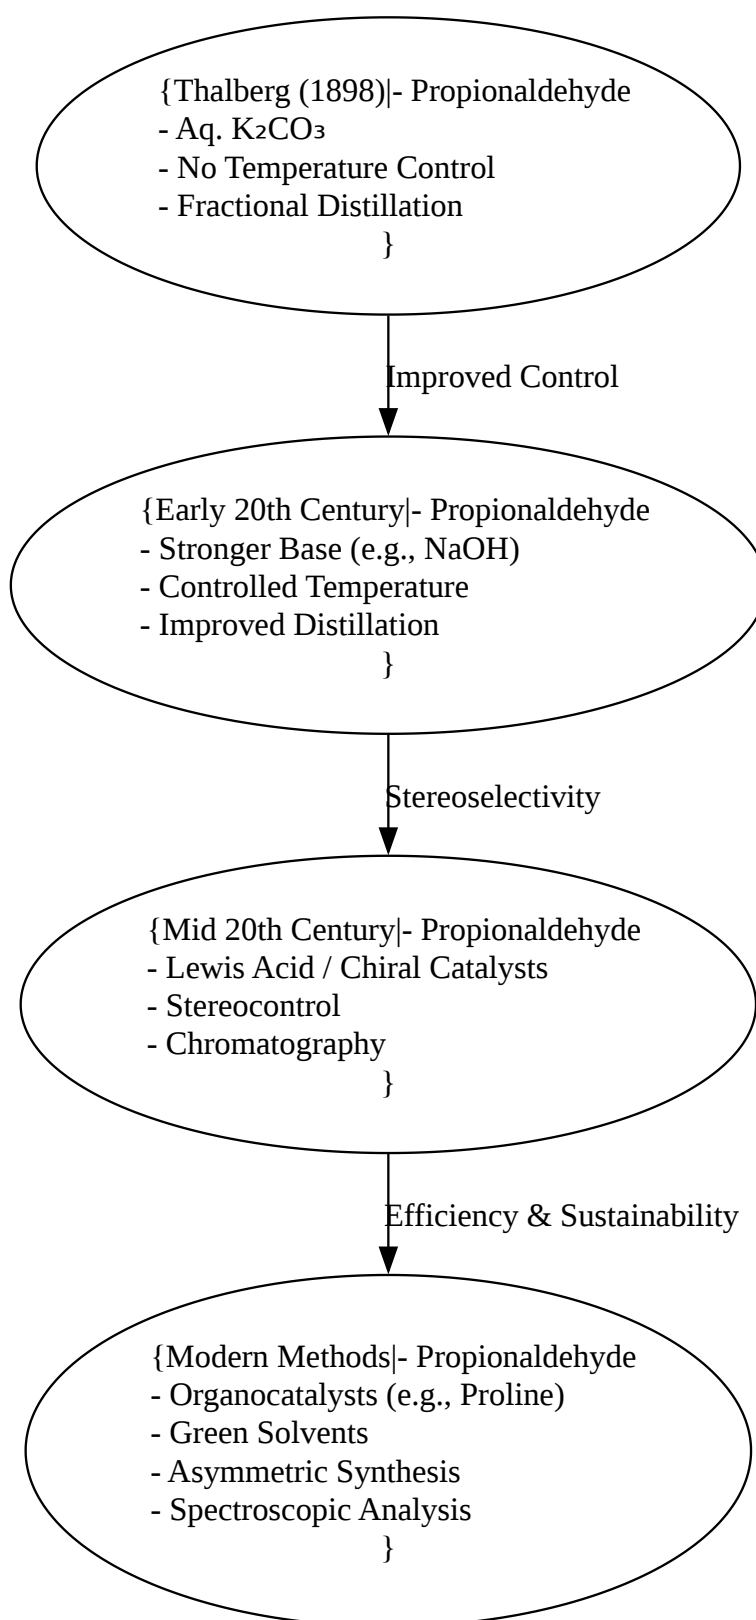 {Thalberg (1898)|- Propionaldehyde
- Aq. K₂CO₃
- No Temperature Control
- Fractional Distillation
}
Improved Control
{Early 20th Century|- Propionaldehyde
- Stronger Base (e.g., NaOH)
- Controlled Temperature
- Improved Distillation
}
Stereoselectivity
{Mid 20th Century|- Propionaldehyde
- Lewis Acid / Chiral Catalysts
- Stereocontrol
- Chromatography
}
Efficiency & Sustainability
{Modern Methods|- Propionaldehyde
- Organocatalysts (e.g., Proline)
- Green Solvents
- Asymmetric Synthesis
- Spectroscopic Analysis
}